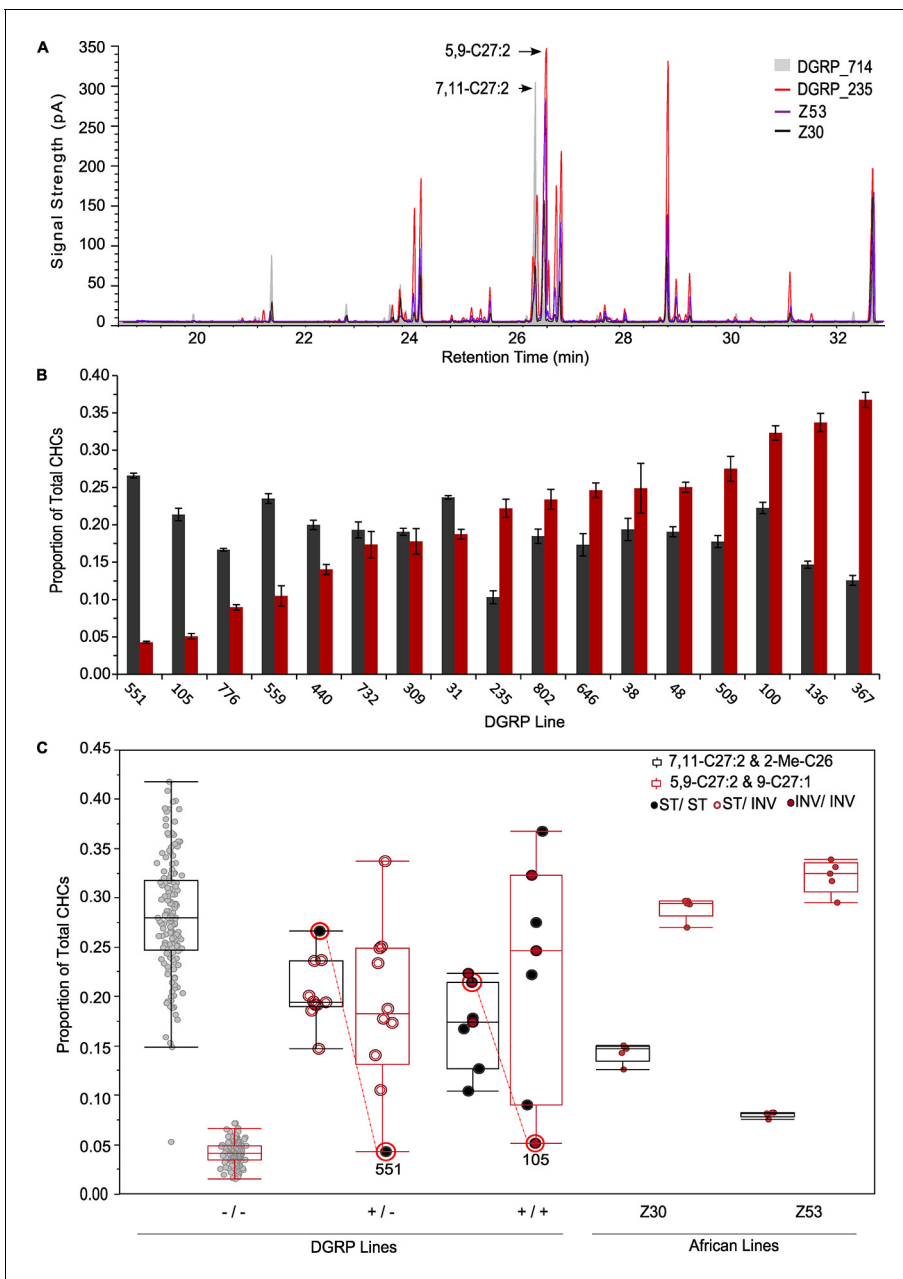 A
350
300
250
200
150
100
50
0
Signal Strength (pA)
5,9-C27:2
7,11-C27:2
DGRP_714
DGRP_235
Z53
Z30
20 22 24 26 28 30 32
Retention Time (min)
B
0.40
0.35
0.30
0.25
0.20
0.15
0.10
0.05
0.00
Proportion of Total CHCs
551 105 776 559 440 732 309 31 235 802 646 38 48 509 100 136 367
DGRP Line
C
0.45
0.40
0.35
0.30
0.25
0.20
0.15
0.10
0.05
0.00
Proportion of Total CHCs
7,11-C27:2 & 2-Me-C26
5,9-C27:2 & 9-C27:1
ST/ ST ST/ INV INV/ INV
551
105
- / - + / - + / + Z30 Z53
DGRP Lines African Lines